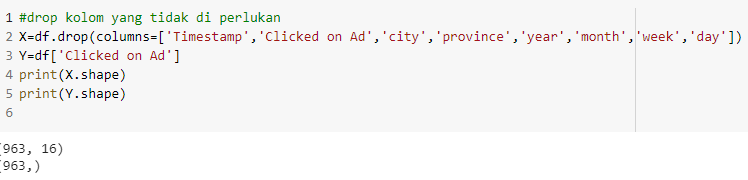 1 #drop kolom yang tidak di perlukan
2 X=df.drop(columns=['Timestamp','Clicked on Ad','city','province','year','month','week','day'])
3 Y=df['Clicked on Ad']
4 print(X.shape)
5 print(Y.shape)
6
(963, 16)
(963,)